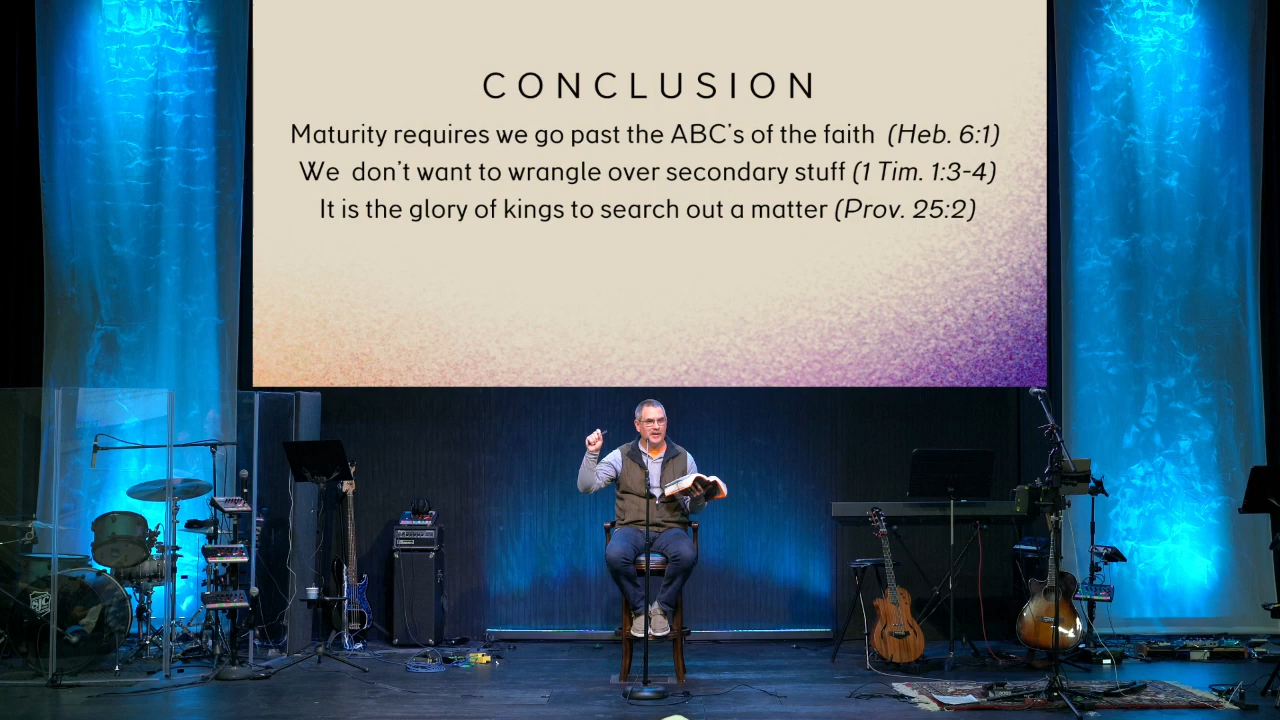 CONCLUSION
Maturity requires we go past the ABC's of the faith (Heb. 6:1)
We don't want to wrangle over secondary stuff (1 Tim. 1:3-4)
It is the glory of kings to search out a matter (Prov. 25:2)